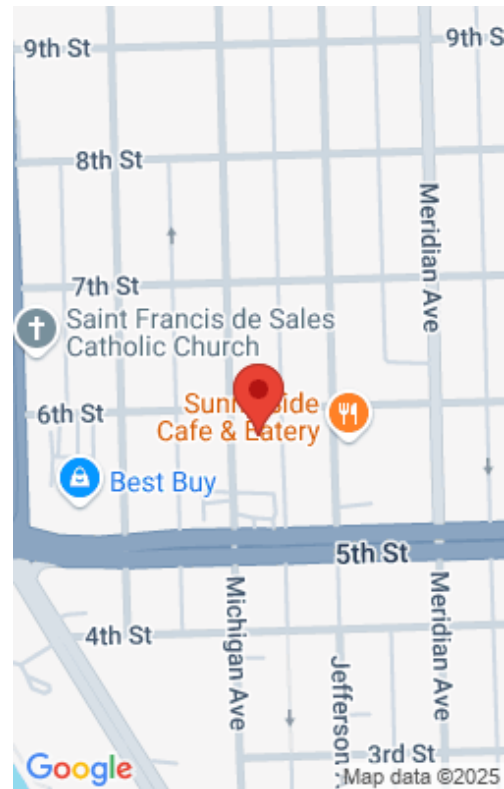 9th St
9th S
8th St
Meridian Ave
7th St
Saint Francis de Sales
Catholic Church
6th St
Cafe & Eatery
Best Buy
5th St
4th St
Michigan Ave
Jefferson
Meridian Ave
3rd St
Google
Map data ©2025